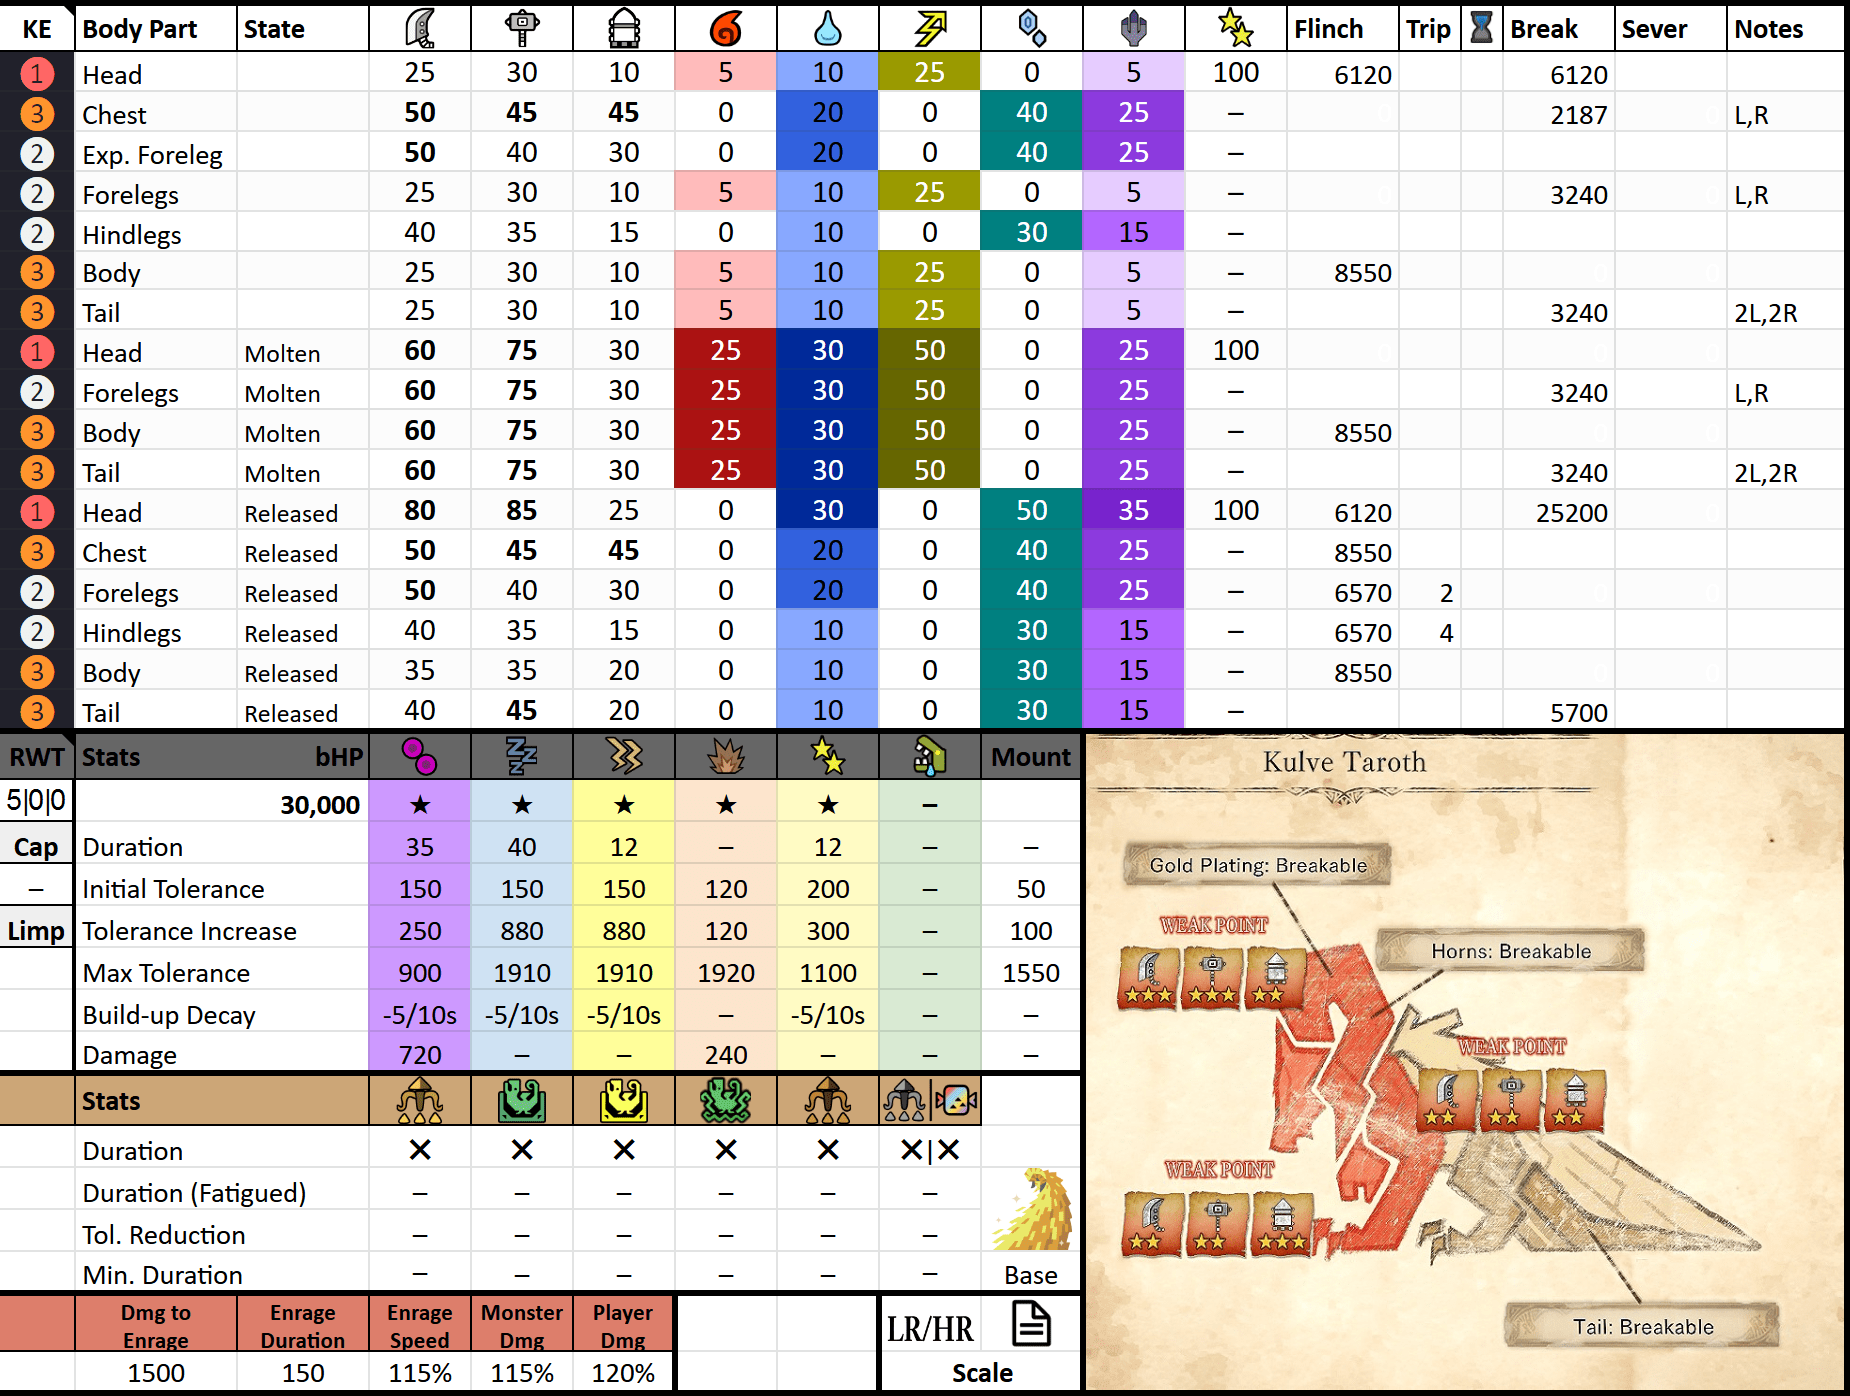 KE Body Part State Flinch Trip Break Sever Notes
1 Head 25 30 10 5 10 25 0 5 100 6120 6120
3 Chest 50 45 45 0 20 0 40 25 – 2187 L,R
2 Exp. Foreleg 50 40 30 0 20 0 40 25 –
2 Forelegs 25 30 10 5 10 25 0 5 – 3240 L,R
2 Hindlegs 40 35 15 0 10 0 30 15 –
3 Body 25 30 10 5 10 25 0 5 – 8550
3 Tail 25 30 10 5 10 25 0 5 – 3240 2L,2R
1 Head Molten 60 75 30 25 30 50 0 25 100
2 Forelegs Molten 60 75 30 25 30 50 0 25 – 3240 L,R
3 Body Molten 60 75 30 25 30 50 0 25 – 8550
3 Tail Molten 60 75 30 25 30 50 0 25 – 3240 2L,2R
1 Head Released 80 85 25 0 30 0 50 35 100 6120 25200
3 Chest Released 50 45 45 0 20 0 40 25 – 8550
2 Forelegs Released 50 40 30 0 20 0 40 25 – 6570 2
2 Hindlegs Released 40 35 15 0 10 0 30 15 – 6570 4
3 Body Released 35 35 20 0 10 0 30 15 – 8550
3 Tail Released 40 45 20 0 10 0 30 15 – 5700
RWT Stats bHP Mount
5|0|0 30,000 ★ ★ ★ ★ ★ –
Cap Duration 35 40 12 – 12 – –
– Initial Tolerance 150 150 150 120 200 – 50
Limp Tolerance Increase 250 880 880 120 300 – 100
Max Tolerance 900 1910 1910 1920 1100 – 1550
Build-up Decay -5/10s -5/10s -5/10s – -5/10s – –
Damage 720 – – 240 – – –
Stats
Duration ✕ ✕ ✕ ✕ ✕ ✕|✕
Duration (Fatigued) – – – – – –
Tol. Reduction – – – – – –
Min. Duration – – – – – – Base
Dmg to Enrage Enrage Duration Enrage Speed Monster Dmg Player Dmg LR/HR
1500 150 115% 115% 120% Scale
Kulve Taroth
Gold Plating: Breakable
WEAK POINT
Horns: Breakable
WEAK POINT
WEAK POINT
Tail: Breakable